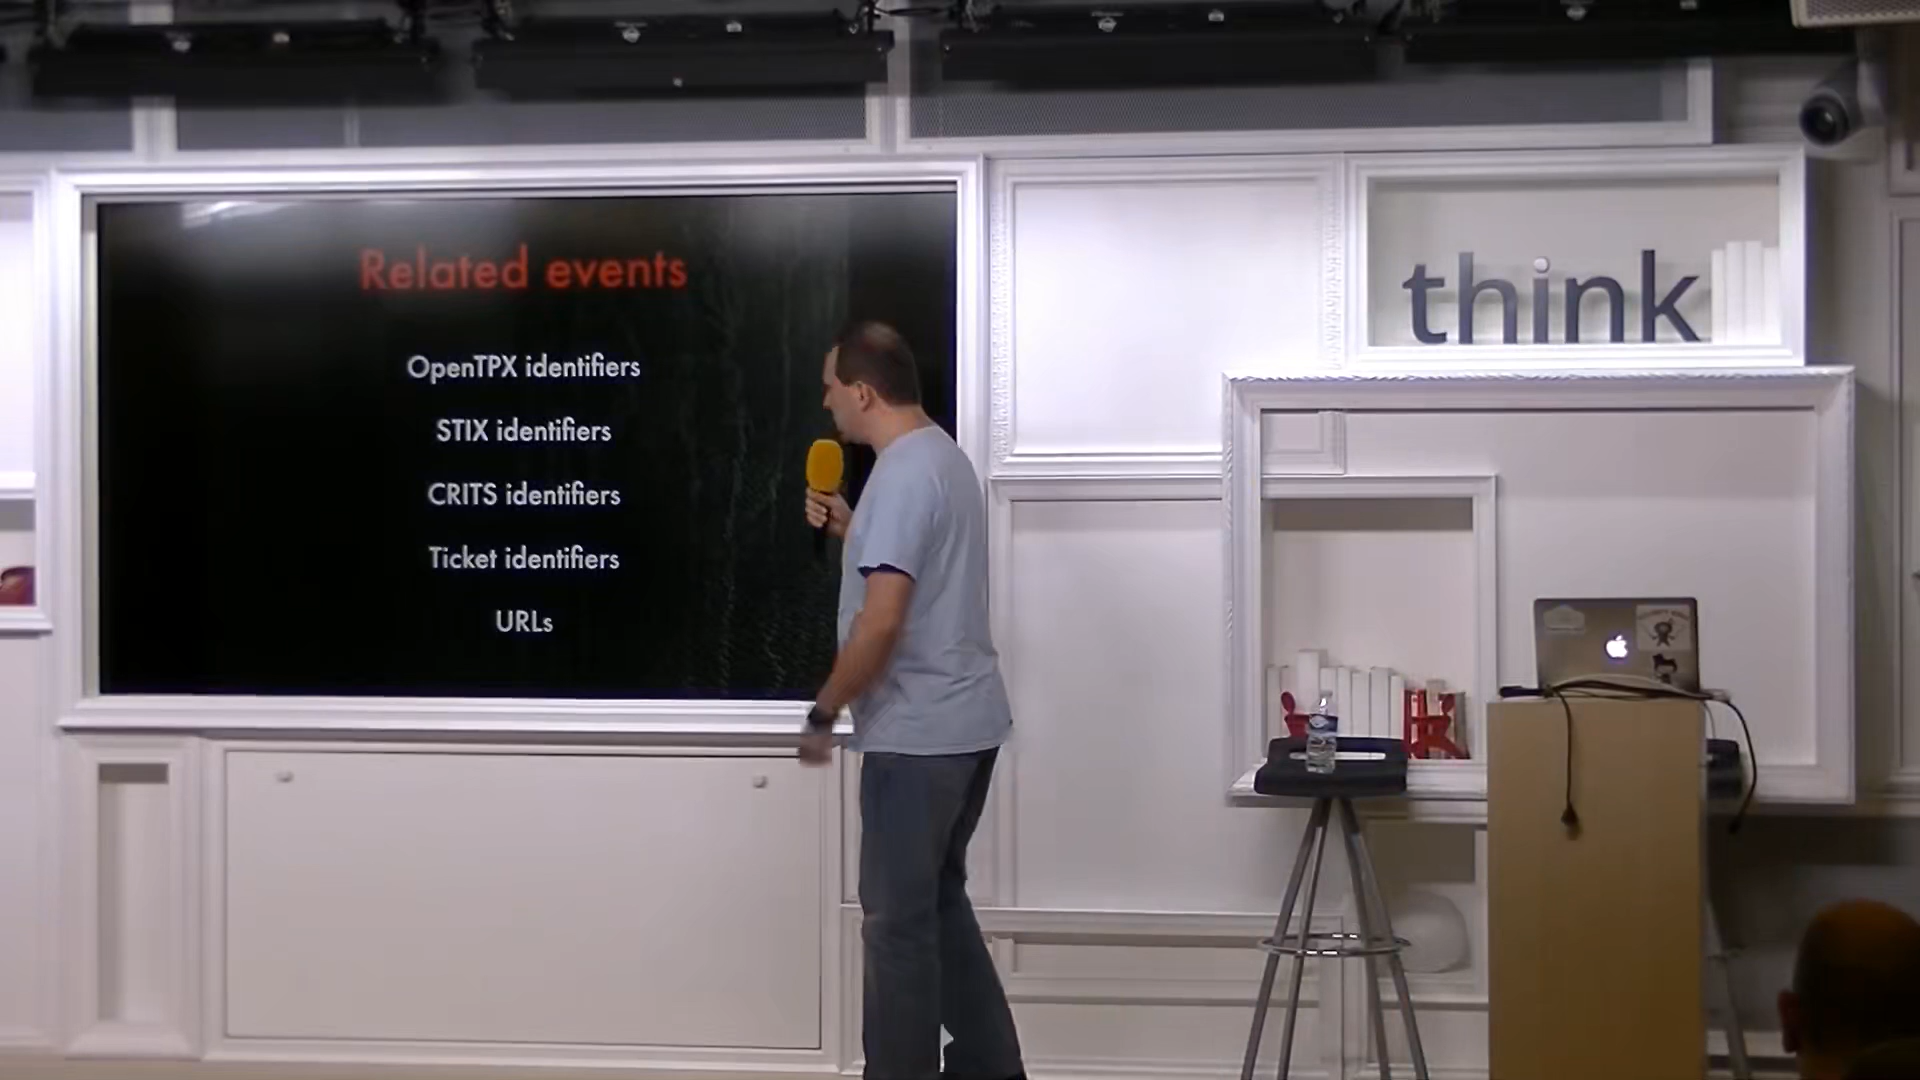 Related events
OpenTPX identifiers
STIX identifiers
CRITS identifiers
Ticket identifiers
URLs
think